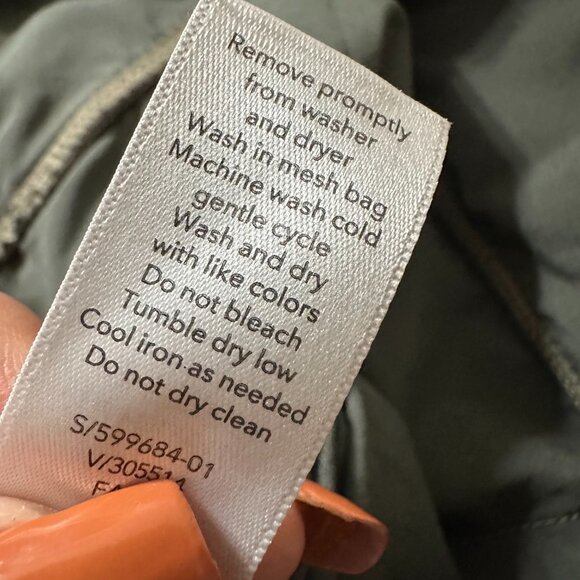 Remove promptly
from washer
and dryer
Wash in mesh bag
Machine wash cold
gentle cycle
Wash and dry
with like colors
Do not bleach
Tumble dry low
Cool iron as needed
Do not dry clean
S/599684-01
V/305514